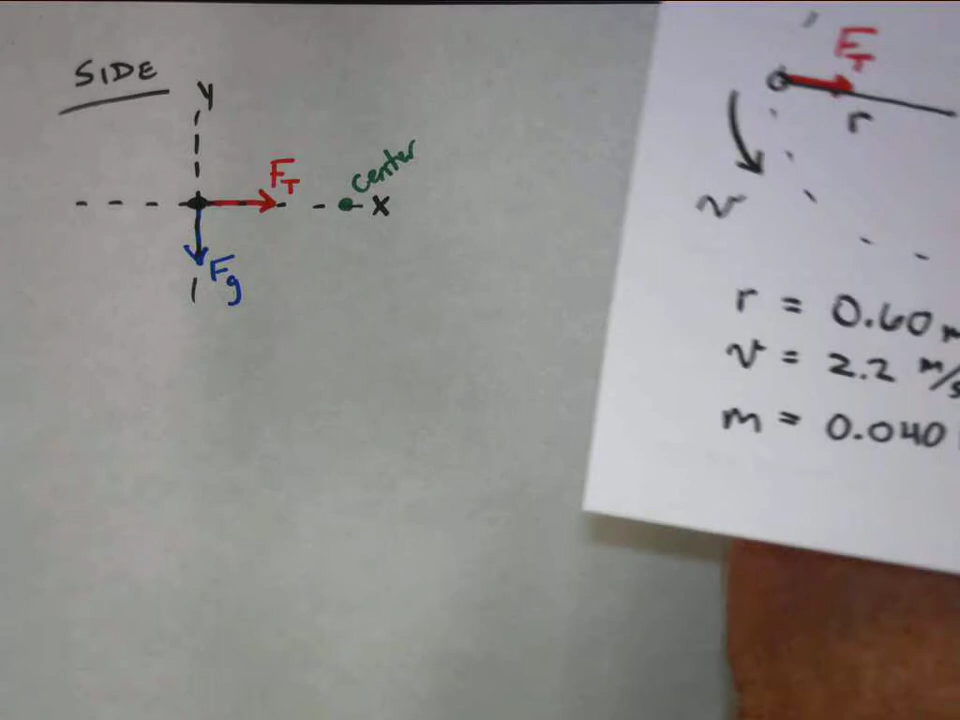 SIDE
y
F_T
center
x
F_g
F_T
r
v
r = 0.60 m
v = 2.2 m/s
m = 0.040